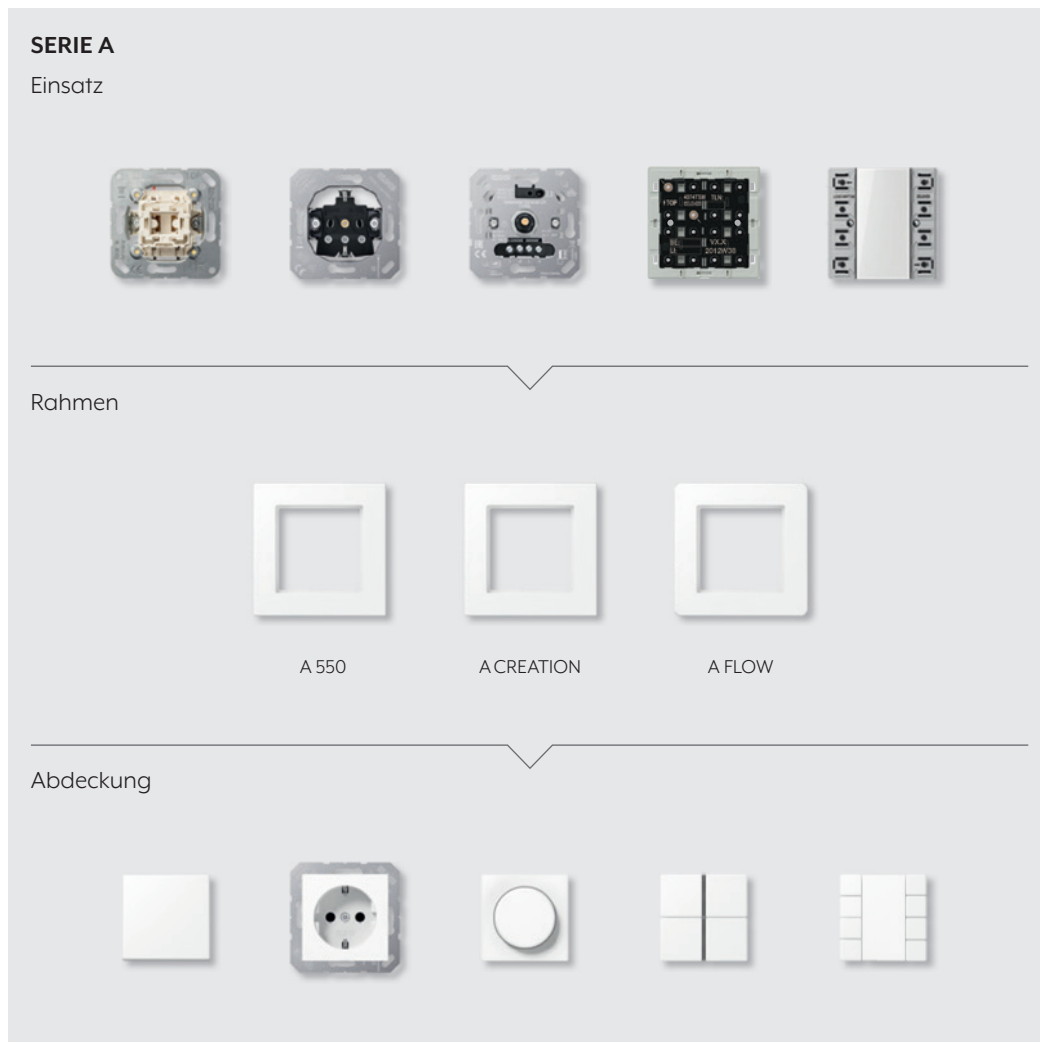 SERIE A
Einsatz
Rahmen
A 550
A CREATION
A FLOW
Abdeckung